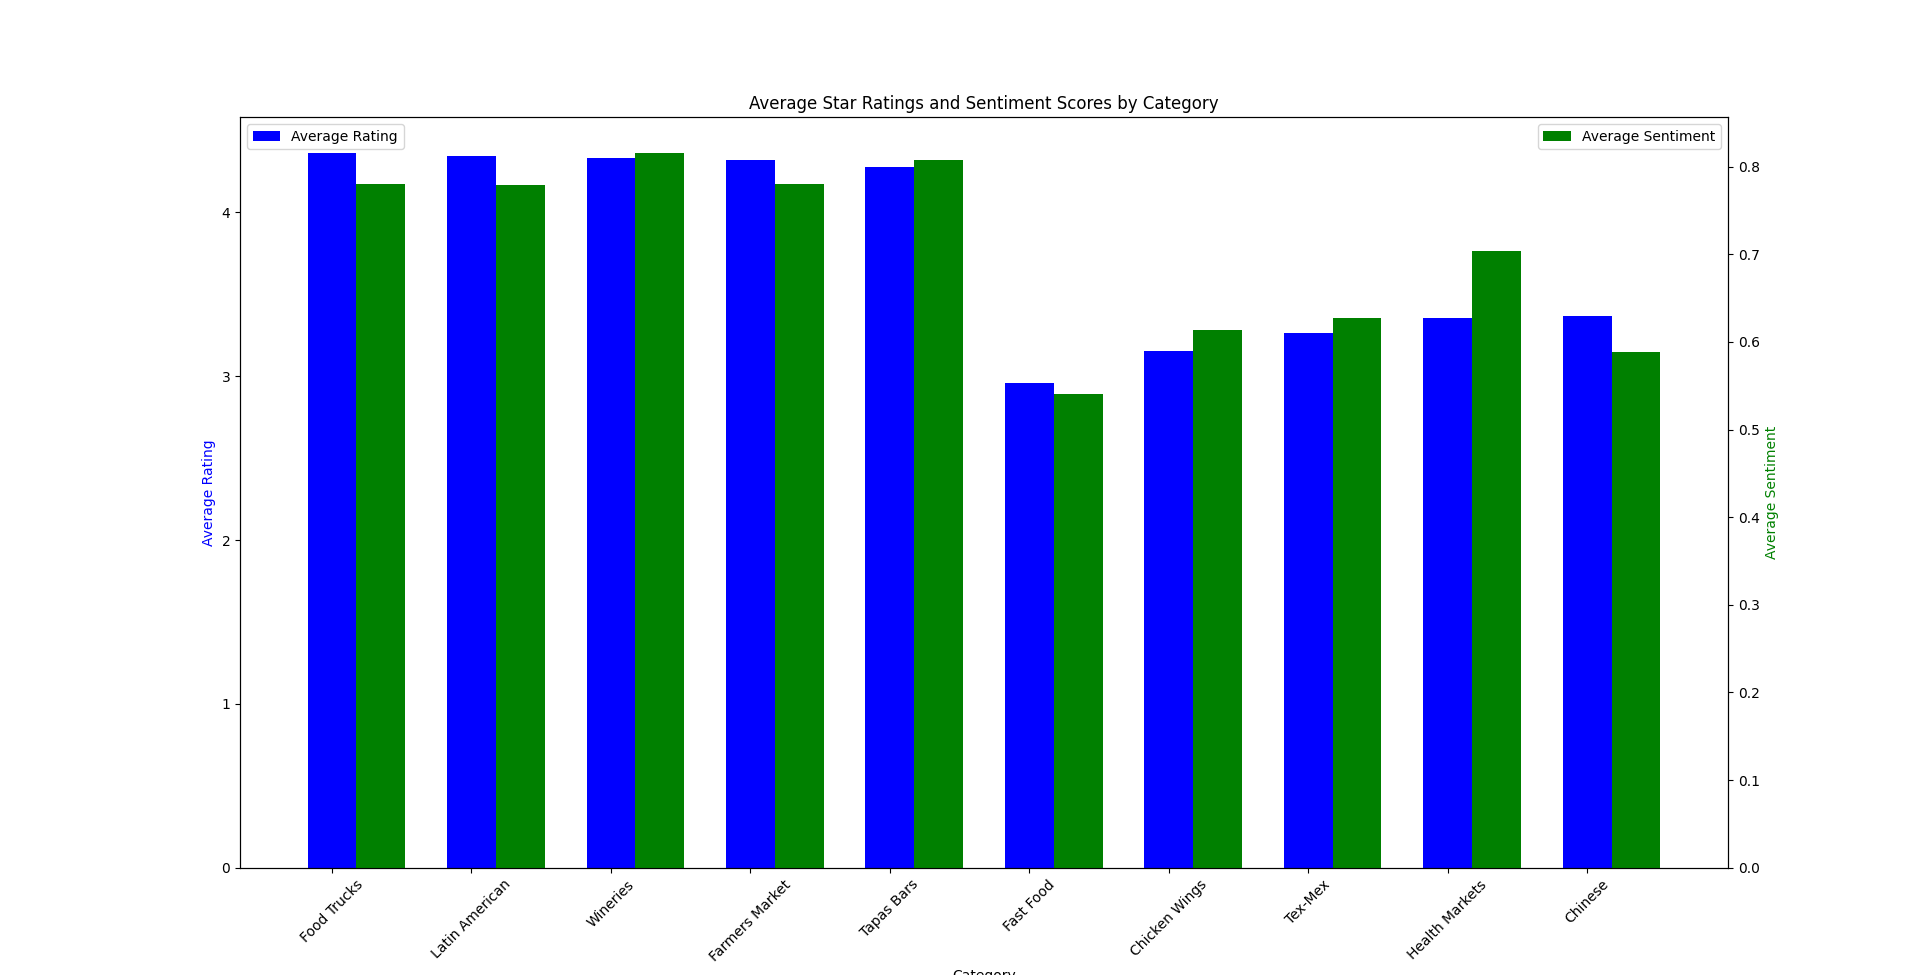 Average Star Ratings and Sentiment Scores by Category
Average Rating
Average Sentiment
4
3
2
1
0
Average Rating
0.8
0.7
0.6
0.5
0.4
0.3
0.2
0.1
0.0
Average Sentiment
Food Trucks
Latin American
Wineries
Farmers Market
Tapas Bars
Fast Food
Chicken Wings
Tex-Mex
Health Markets
Chinese
Category